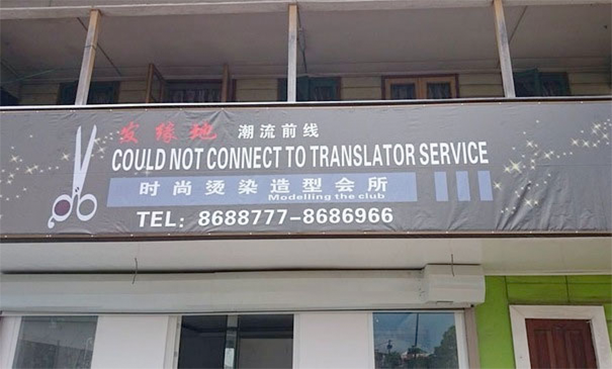 发缘地 潮流前线
COULD NOT CONNECT TO TRANSLATOR SERVICE
时尚烫染造型会所
Modelling the club
TEL: 8688777-8686966